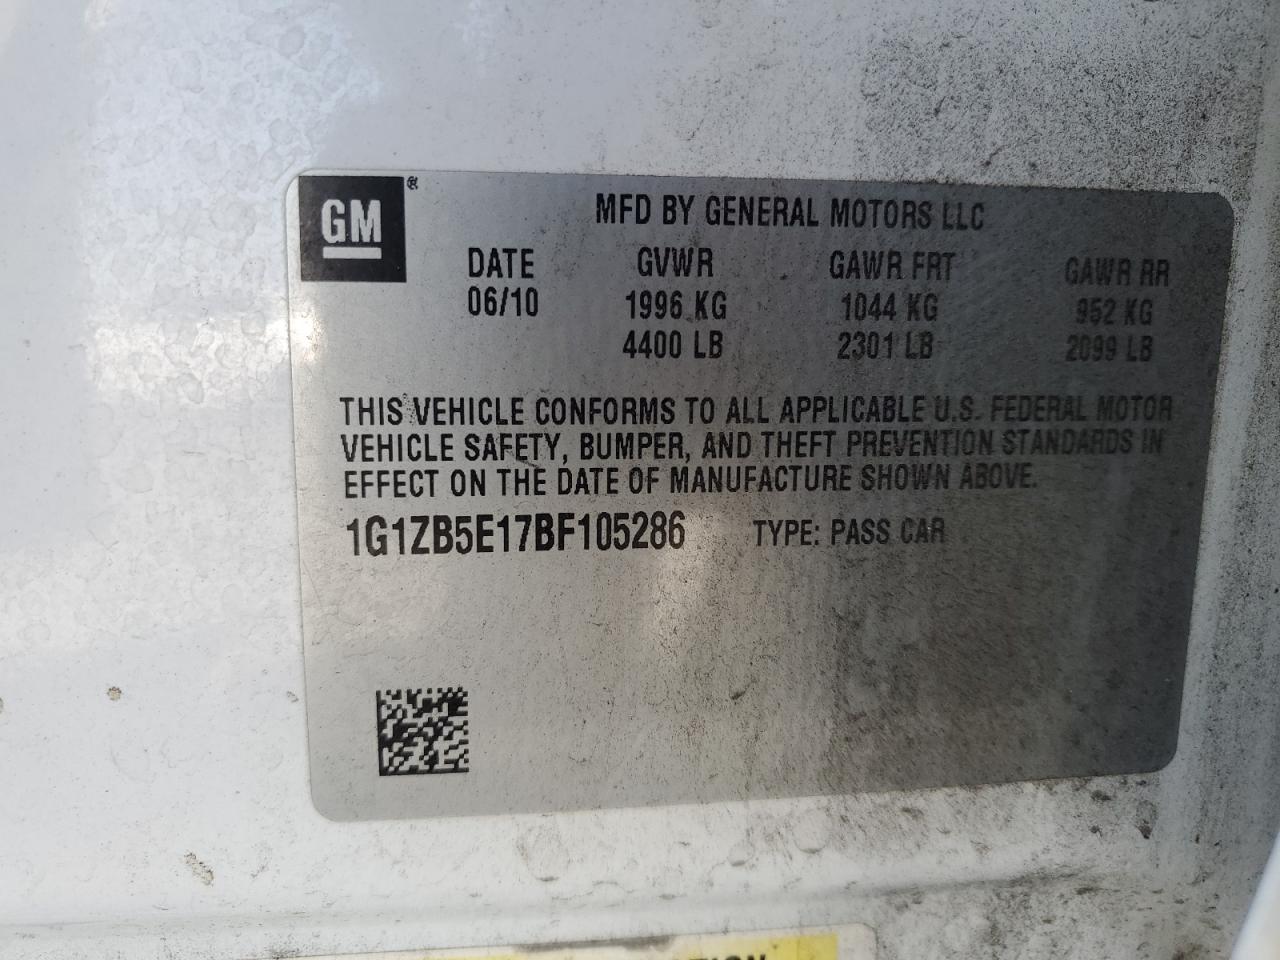 GM ®
MFD BY GENERAL MOTORS LLC
DATE GVWR GAWR FRT GAWR RR
06/10 1996 KG 1044 KG 952 KG
4400 LB 2301 LB 2099 LB
THIS VEHICLE CONFORMS TO ALL APPLICABLE U.S. FEDERAL MOTOR
VEHICLE SAFETY, BUMPER, AND THEFT PREVENTION STANDARDS IN
EFFECT ON THE DATE OF MANUFACTURE SHOWN ABOVE.
1G1ZB5E17BF105286 TYPE: PASS CAR